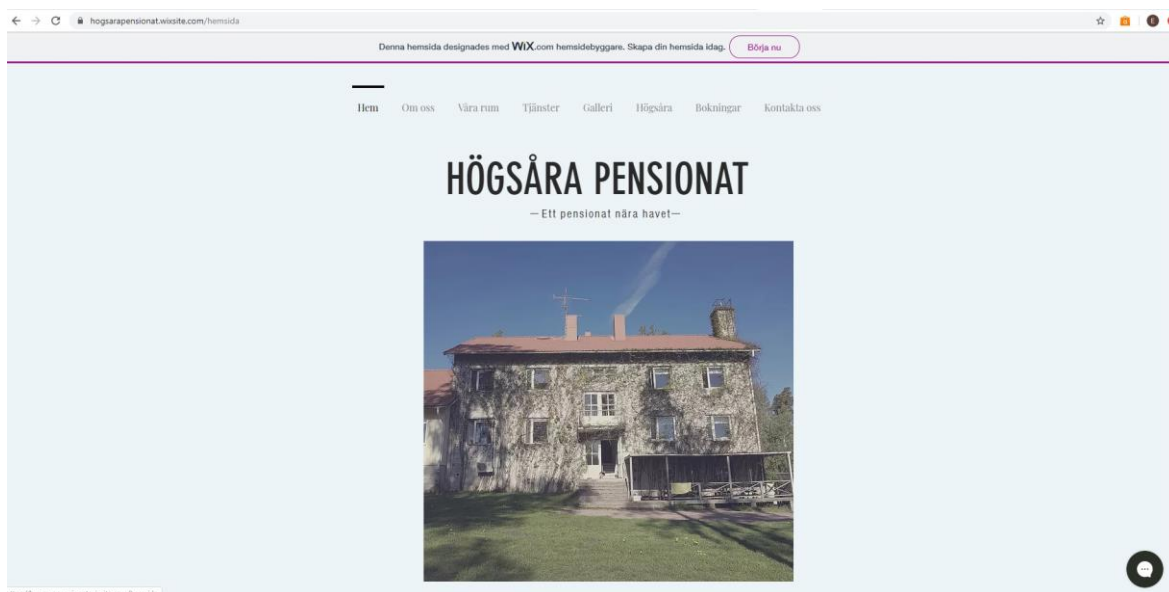 hogsarapensionat.wixsite.com/hemsida
Denna hemsida designades med WiX.com hemsidebyggare. Skapa din hemsida idag. Börja nu
Hem Om oss Våra rum Tjänster Galleri Högsåra Bokningar Kontakta oss
HÖGSÅRA PENSIONAT
—Ett pensionat nära havet—